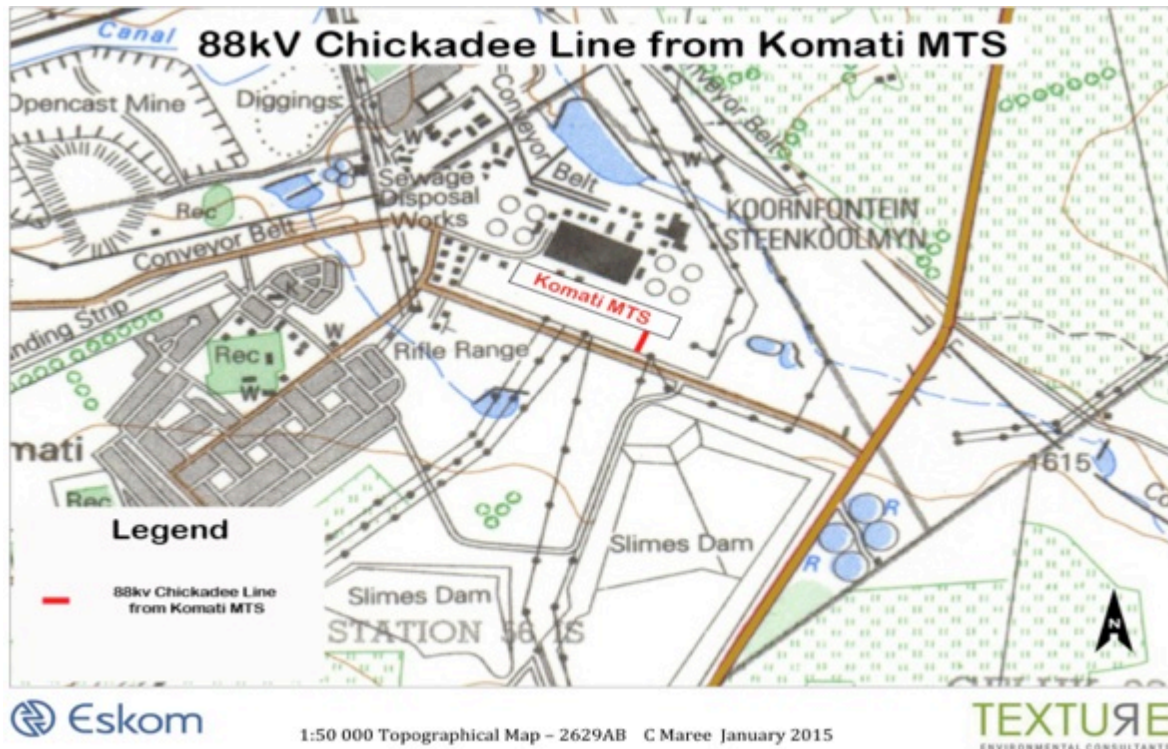 88kV Chickadee Line from Komati MTS
Canal
Opencast Mine
Diggings
Conveyor
Belt
W
Sewage
Disposal
Works
Rec
Conveyor Belt
Conveyor Belt
W
KOORNFONTEIN
STEENKOOLMYN
Komati MTS
Rifle Range
Rec
W
W
1615
mati
Rec
Slimes Dam
Slimes Dam
R
R
STATION 56 IS
Legend
88kv Chickadee Line
from Komati MTS
N
Eskom
1:50 000 Topographical Map – 2629AB C Maree January 2015
TEXTURE
ENVIRONMENTAL CONSULTANTS